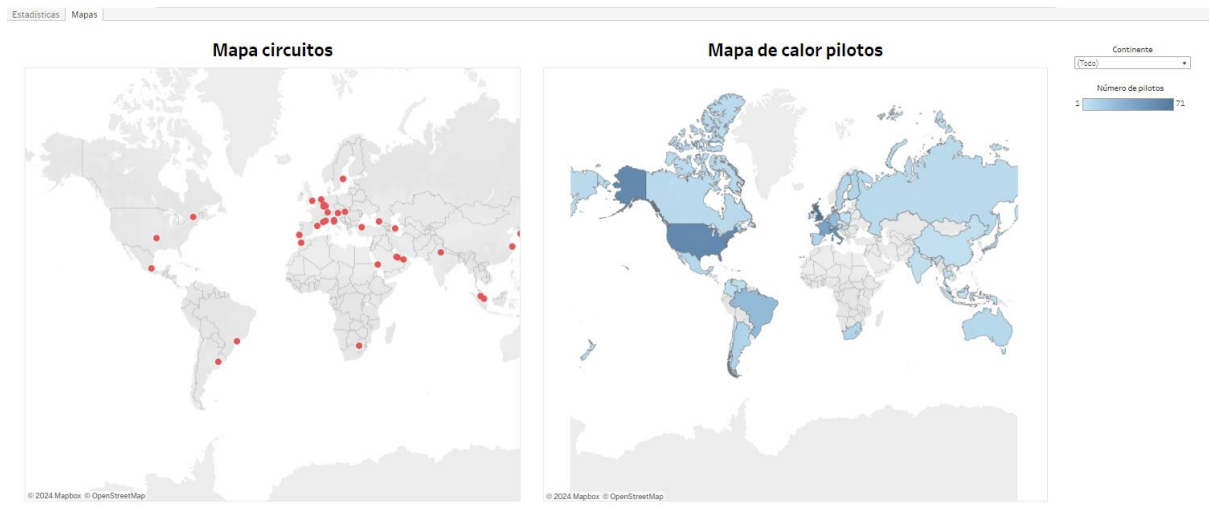 Estadísticas Mapas
Mapa circuitos
Mapa de calor pilotos
Continente
(Todo)
Número de pilotos
1 71
© 2024 Mapbox © OpenStreetMap
© 2024 Mapbox © OpenStreetMap